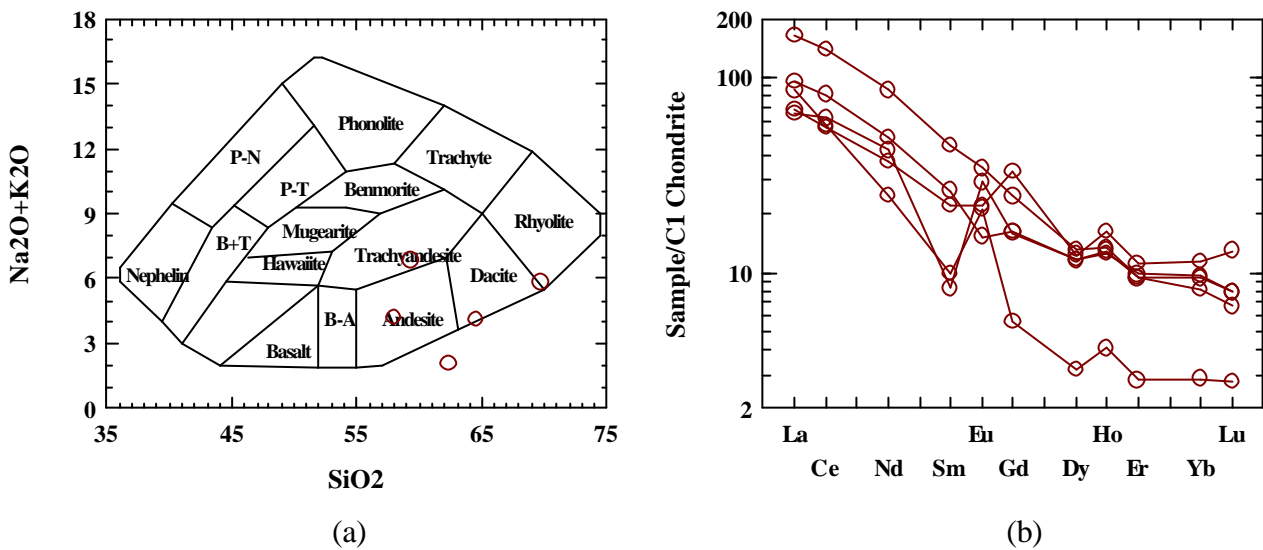 18
15
12
9
6
3
0
Na2O+K2O
Phonolite
P-N
Trachyte
P-T
Benmorite
Rhyolite
Mugearite
B+T
Trachyandesite
Nephelin
Hawaiite
Dacite
B-A
Andesite
Basalt
35 45 55 65 75
SiO2
(a)
200
100
10
2
Sample/C1 Chondrite
La Eu Ho Lu
Ce Nd Sm Gd Dy Er Yb
(b)